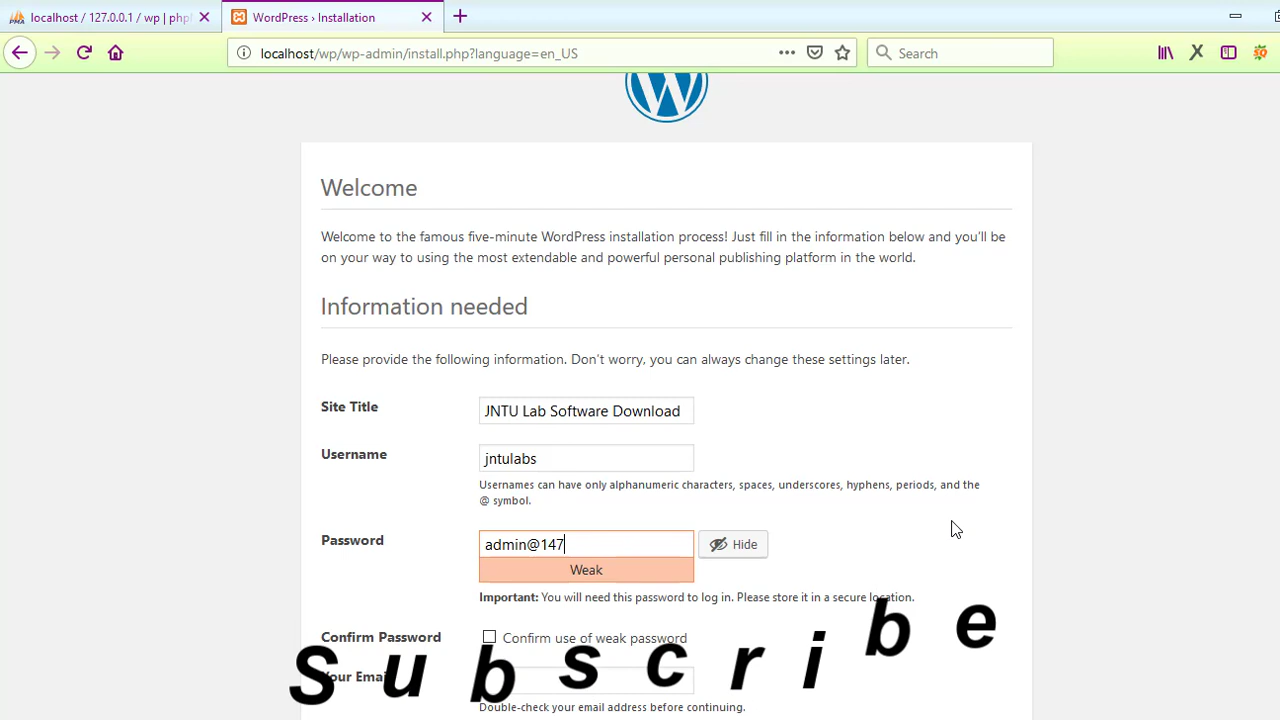 localhost / 127.0.0.1 / wp | phpl
WordPress › Installation
localhost/wp/wp-admin/install.php?language=en_US
Search
Welcome
Welcome to the famous five-minute WordPress installation process! Just fill in the information below and you'll be
on your way to using the most extendable and powerful personal publishing platform in the world.
Information needed
Please provide the following information. Don't worry, you can always change these settings later.
Site Title
JNTU Lab Software Download
Username
jntulabs
Usernames can have only alphanumeric characters, spaces, underscores, hyphens, periods, and the
@ symbol.
Password
admin@147
Hide
Weak
Important: You will need this password to log in. Please store it in a secure location.
Confirm Password
Confirm use of weak password
Your Email
Double-check your email address before continuing.
Subscribe